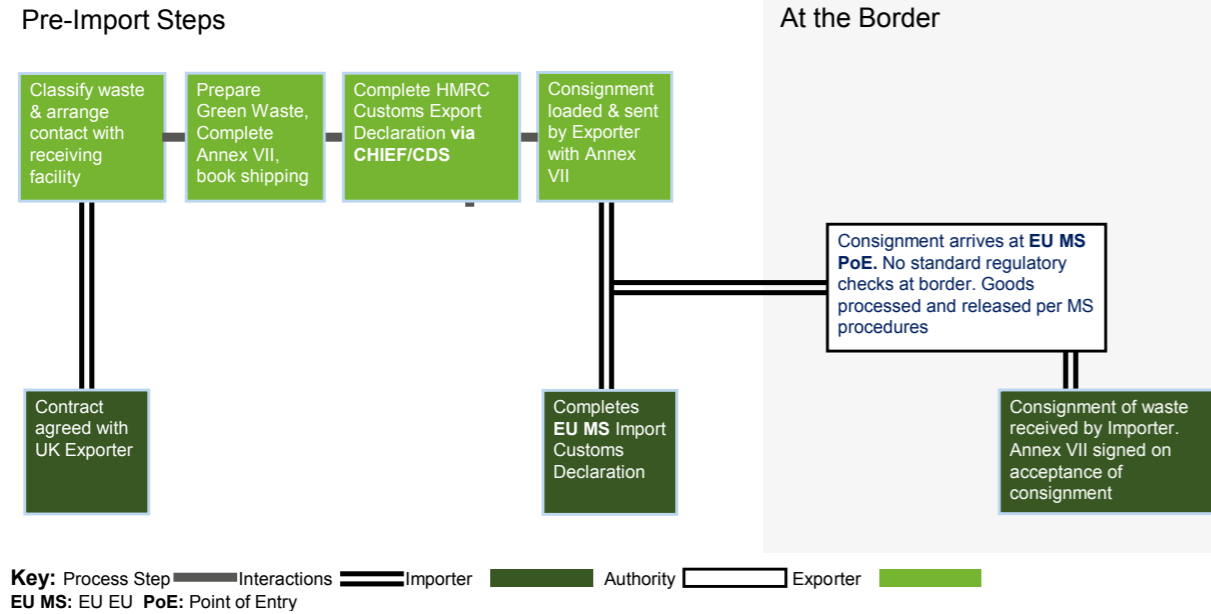 Pre-Import Steps
At the Border
Classify waste
& arrange
contact with
receiving
facility
Prepare
Green Waste,
Complete
Annex VII,
book shipping
Complete HMRC
Customs Export
Declaration via
CHIEF/CDS
Consignment
loaded & sent
by Exporter
with Annex
VII
Consignment arrives at EU MS
PoE. No standard regulatory
checks at border. Goods
processed and released per MS
procedures
Contract
agreed with
UK Exporter
Completes
EU MS Import
Customs
Declaration
Consignment of waste
received by Importer.
Annex VII signed on
acceptance of
consignment
Key: Process Step Interactions Importer Authority Exporter
EU MS: EU EU PoE: Point of Entry